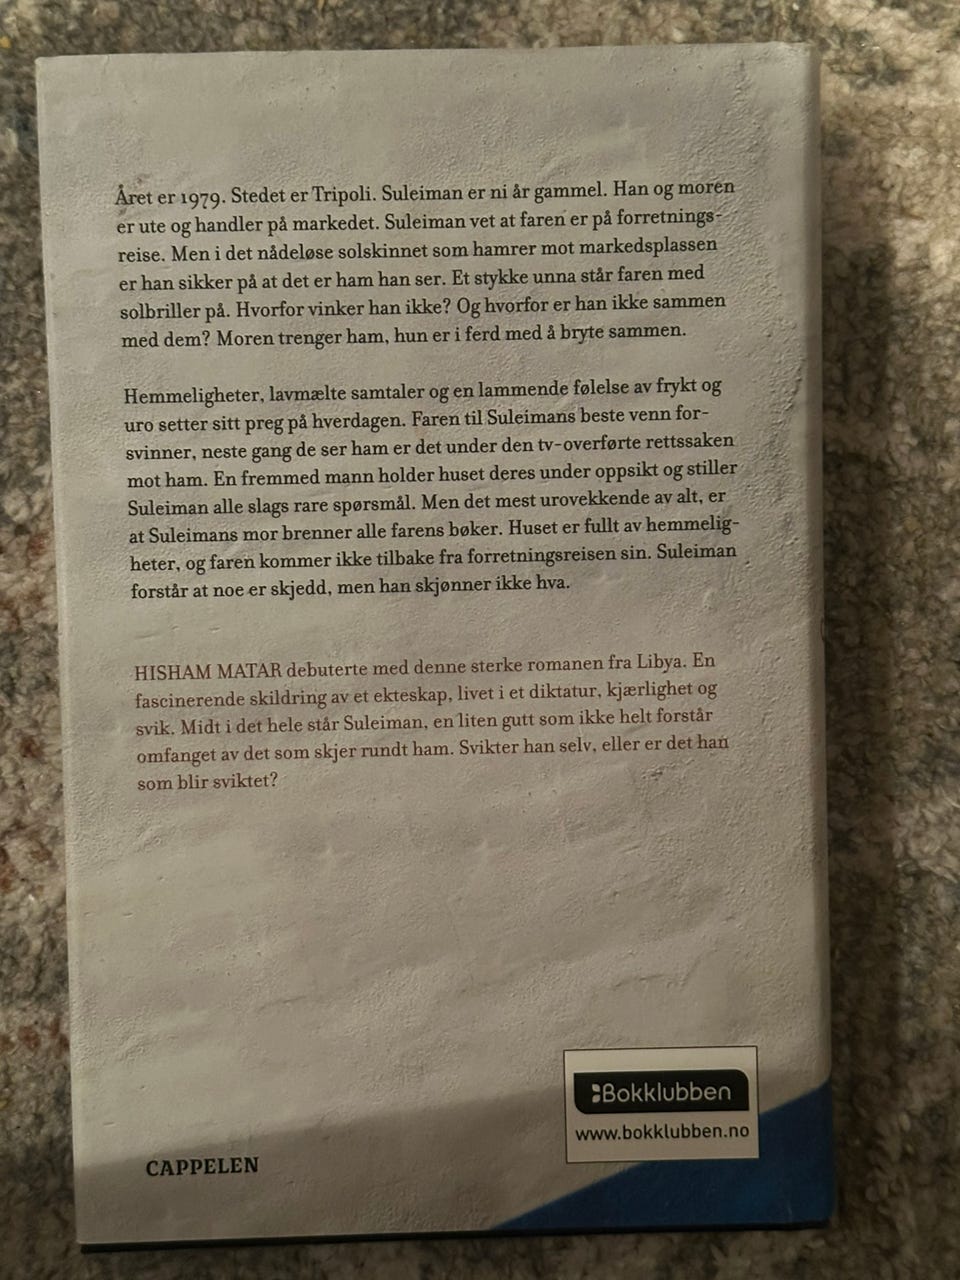 Året er 1979. Stedet er Tripoli. Suleiman er ni år gammel. Han og moren
er ute og handler på markedet. Suleiman vet at faren er på forretnings-
reise. Men i det nådeløse solskinnet som hamrer mot markedsplassen
er han sikker på at det er ham han ser. Et stykke unna står faren med
solbriller på. Hvorfor vinker han ikke? Og hvorfor er han ikke sammen
med dem? Moren trenger ham, hun er i ferd med å bryte sammen.
Hemmeligheter, lavmælte samtaler og en lammende følelse av frykt og
uro setter sitt preg på hverdagen. Faren til Suleimans beste venn for-
svinner, neste gang de ser ham er det under den tv-overførte rettssaken
mot ham. En fremmed mann holder huset deres under oppsikt og stiller
Suleiman alle slags rare spørsmål. Men det mest urovekkende av alt, er
at Suleimans mor brenner alle farens bøker. Huset er fullt av hemmelig-
heter, og faren kommer ikke tilbake fra forretningsreisen sin. Suleiman
forstår at noe er skjedd, men han skjønner ikke hva.
HISHAM MATAR debuterte med denne sterke romanen fra Libya. En
fascinerende skildring av et ekteskap, livet i et diktatur, kjærlighet og
svik. Midt i det hele står Suleiman, en liten gutt som ikke helt forstår
omfanget av det som skjer rundt ham. Svikter han selv, eller er det han
som blir sviktet?
Bokklubben
www.bokklubben.no
CAPPELEN